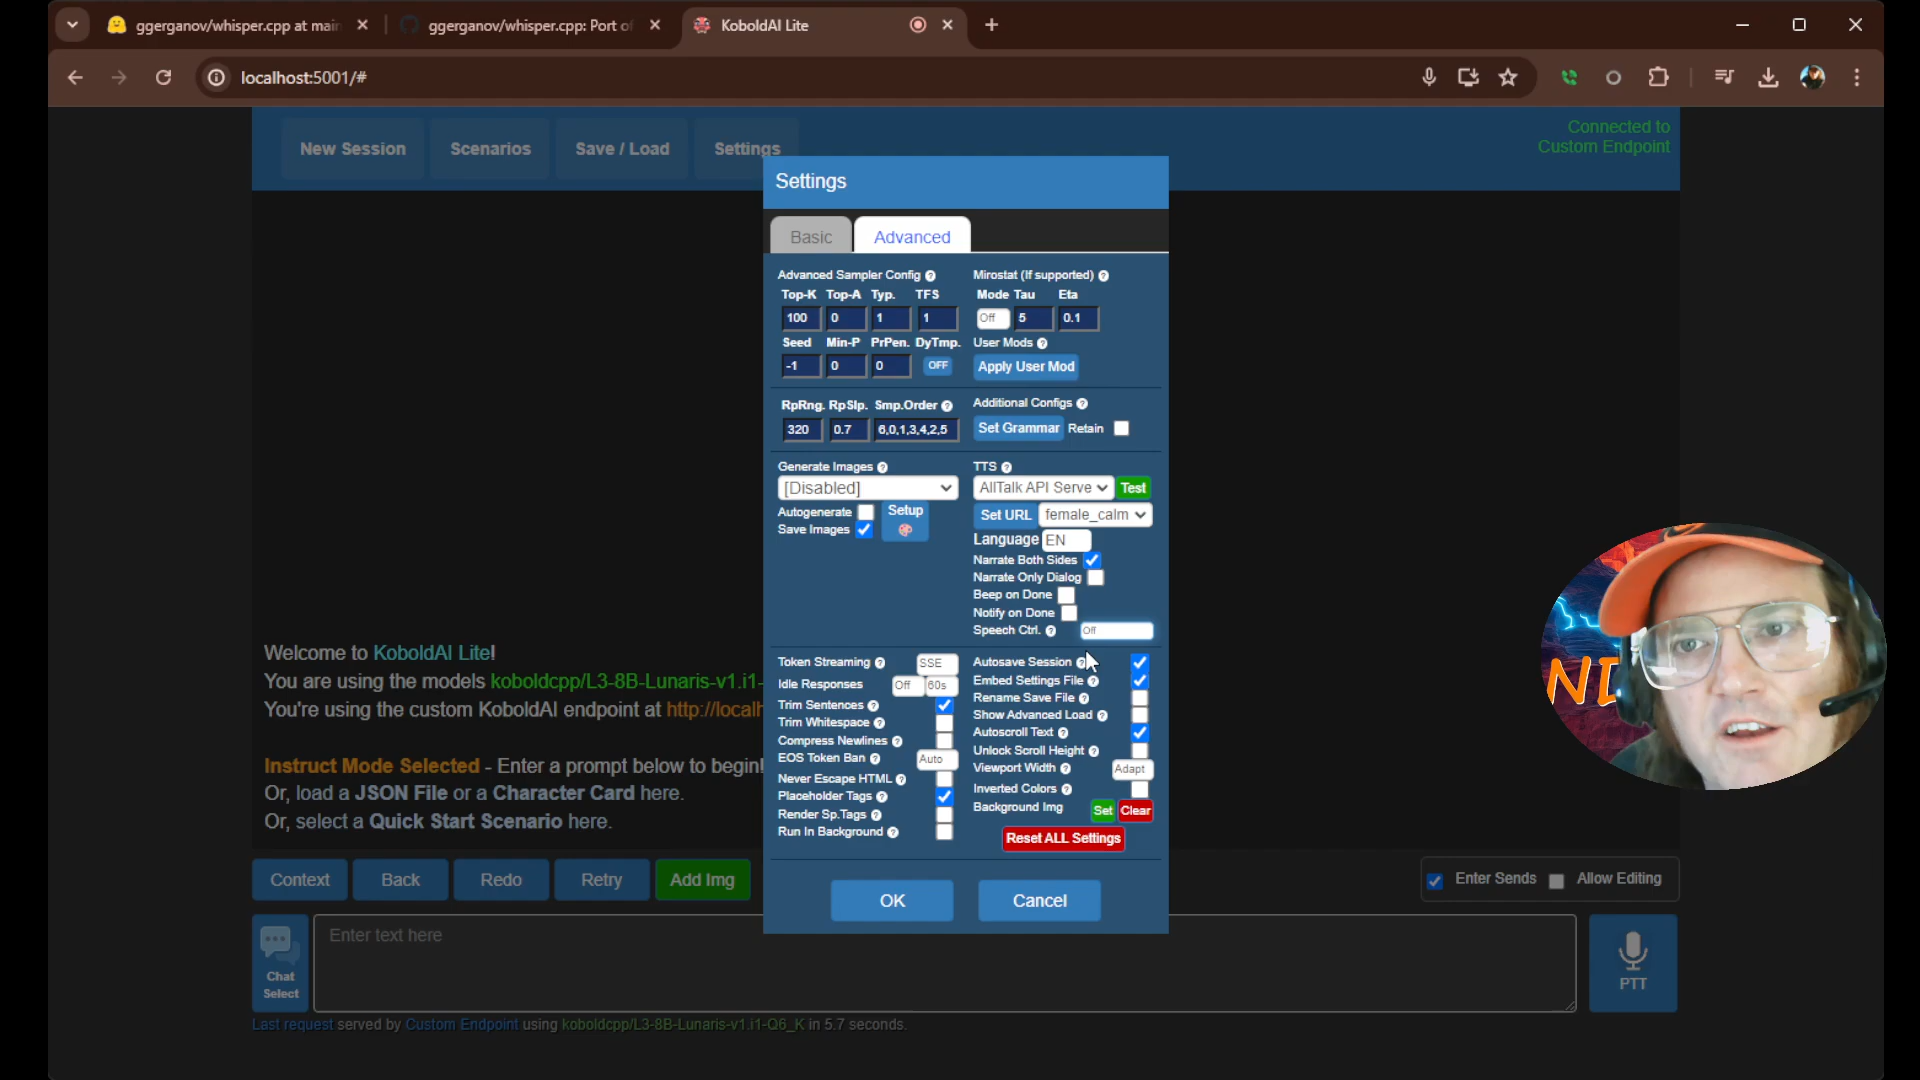 ggerganov/whisper.cpp at main
ggerganov/whisper.cpp: Port of
KoboldAI Lite
localhost:5001/#
New Session
Scenarios
Save / Load
Settings
Connected to
Custom Endpoint
Settings
Basic
Advanced
Advanced Sampler Config
Top-K Top-A Typ. TFS
100 0 1 1
Seed Min-P PrPen. DyTmp.
-1 0 0 OFF
Mirostat (If supported)
Mode Tau Eta
Off 5 0.1
User Mods
Apply User Mod
RpRng. RpSlp. Smp.Order
320 0.7 6,0,1,3,4,2,5
Additional Configs
Set Grammar Retain
Generate Images
[Disabled]
Autogenerate
Save Images
Setup
TTS
AllTalk API Serve Test
Set URL female_calm
Language EN
Narrate Both Sides
Narrate Only Dialog
Beep on Done
Notify on Done
Speech Ctrl. Off
Token Streaming SSE
Idle Responses Off 60s
Trim Sentences
Trim Whitespace
Compress Newlines
EOS Token Ban Auto
Never Escape HTML
Placeholder Tags
Render Sp.Tags
Run In Background
Autosave Session
Embed Settings File
Rename Save File
Show Advanced Load
Autoscroll Text
Unlock Scroll Height
Viewport Width Adapt
Inverted Colors
Background Img Set Clear
Reset ALL Settings
OK
Cancel
Welcome to KoboldAI Lite!
You are using the models koboldcpp/L3-8B-Lunaris-v1.i1-
You're using the custom KoboldAI endpoint at http://localh
Instruct Mode Selected - Enter a prompt below to begin!
Or, load a JSON File or a Character Card here.
Or, select a Quick Start Scenario here.
Context
Back
Redo
Retry
Add Img
Enter Sends
Allow Editing
Chat
Select
Enter text here
PTT
Last request served by Custom Endpoint using koboldcpp/L3-8B-Lunaris-v1.i1-Q6_K in 5.7 seconds.